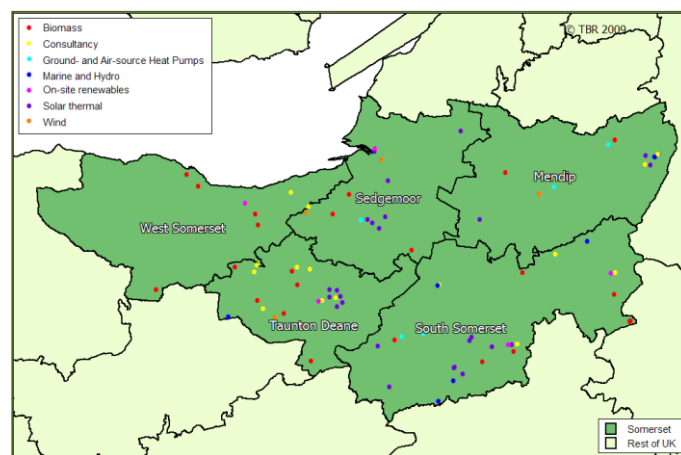 Biomass
Consultancy
Ground- and Air-source Heat Pumps
Marine and Hydro
On-site renewables
Solar thermal
Wind
© TBR 2009
Mendip
Sedgemoor
West Somerset
Taunton Deane
South Somerset
Somerset
Rest of UK